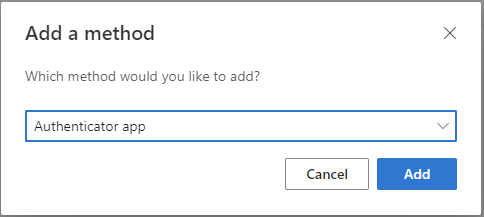 Add a method
Which method would you like to add?
Authenticator app
Cancel
Add